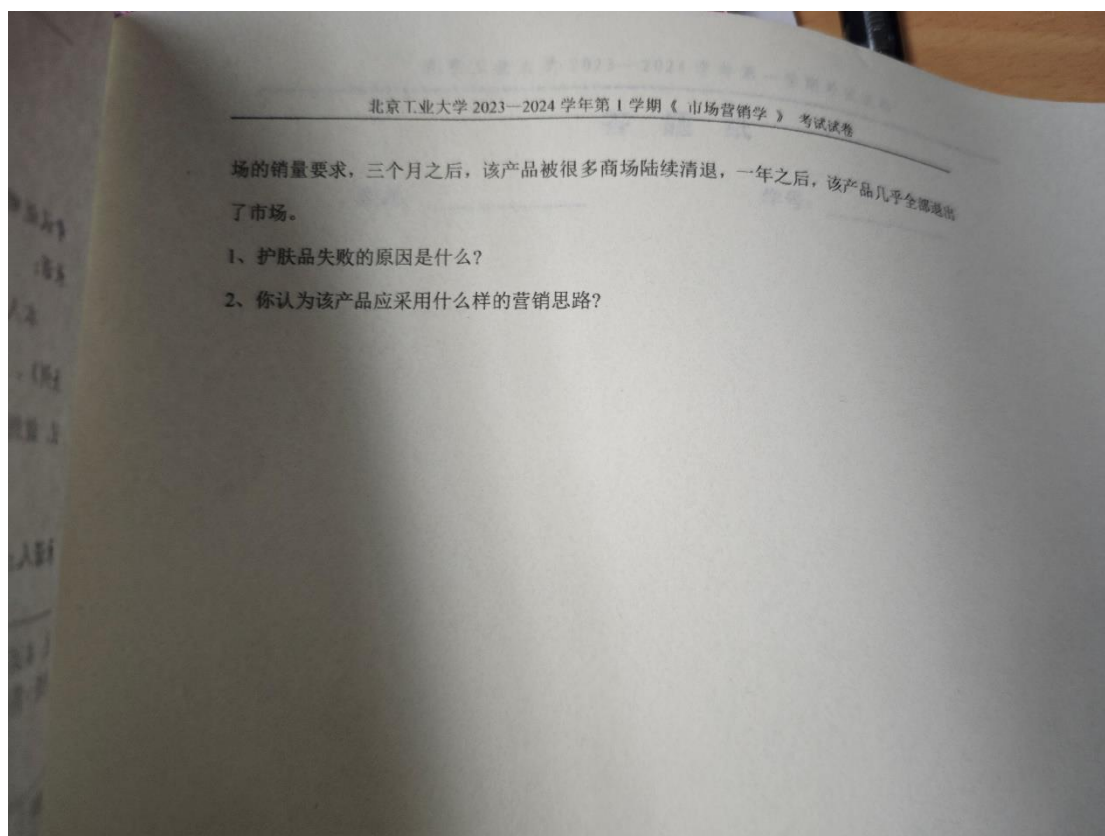 北京工业大学 2023—2024 学年第 1 学期《 市场营销学 》 考试试卷
场的销量要求，三个月之后，该产品被很多商场陆续清退，一年之后，该产品几乎全部退出
了市场。
1、护肤品失败的原因是什么？
2、你认为该产品应采用什么样的营销思路？